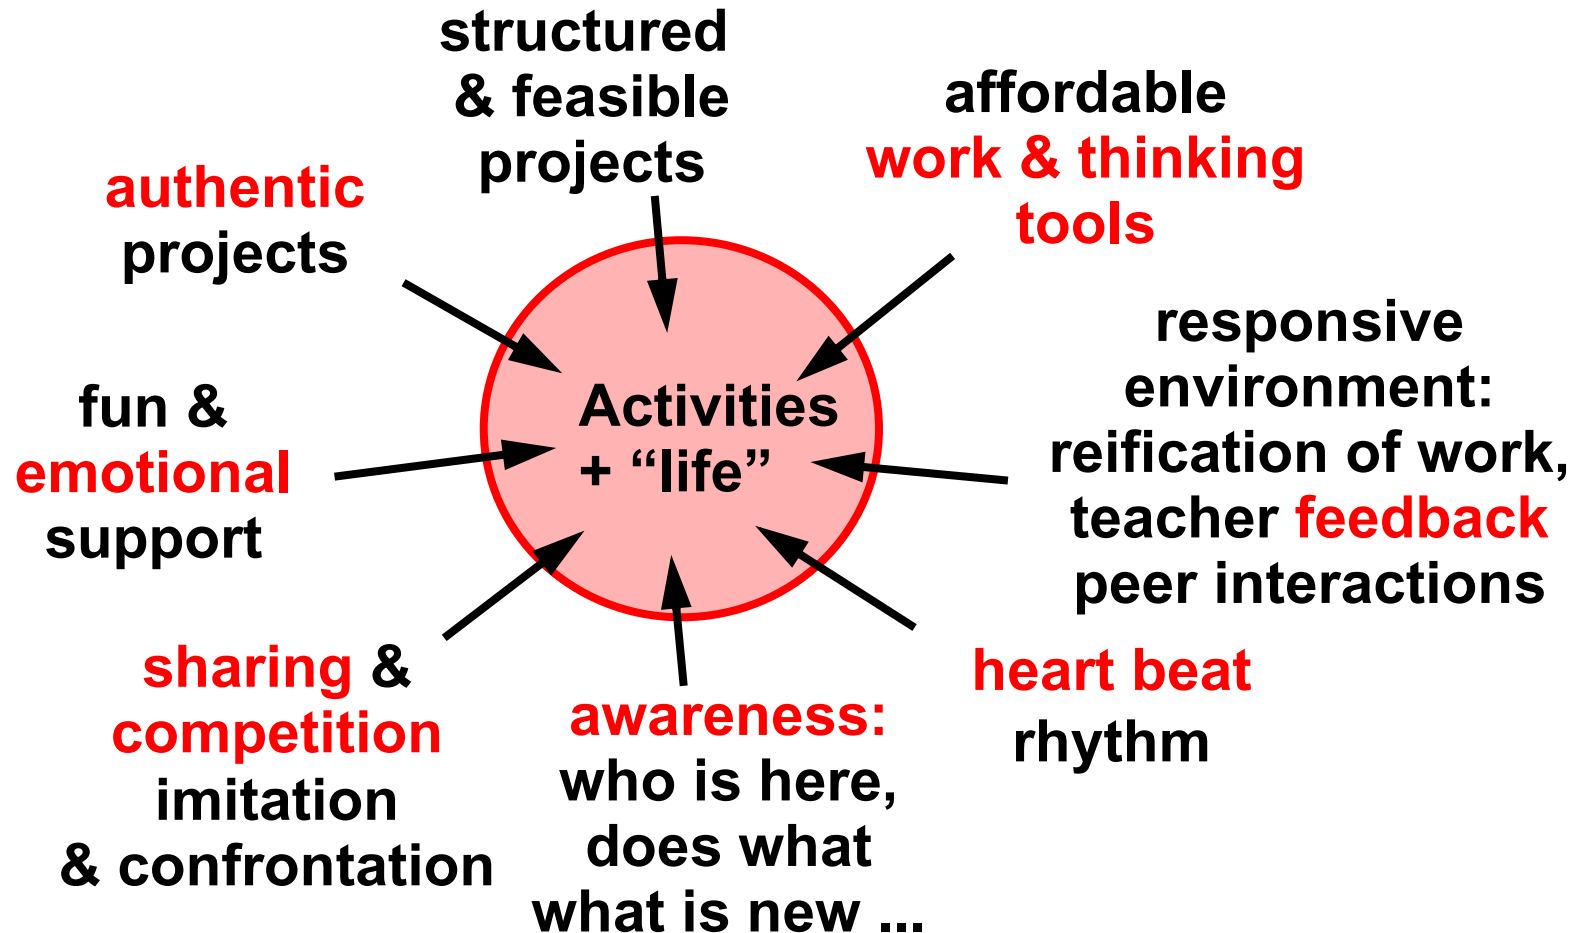 structured
& feasible
projects
affordable
work & thinking
tools
authentic
projects
responsive
environment:
reification of work,
teacher feedback
peer interactions
fun &
emotional
support
Activities
+ “life”
sharing &
competition
imitation
& confrontation
awareness:
who is here,
does what
what is new ...
heart beat
rhythm